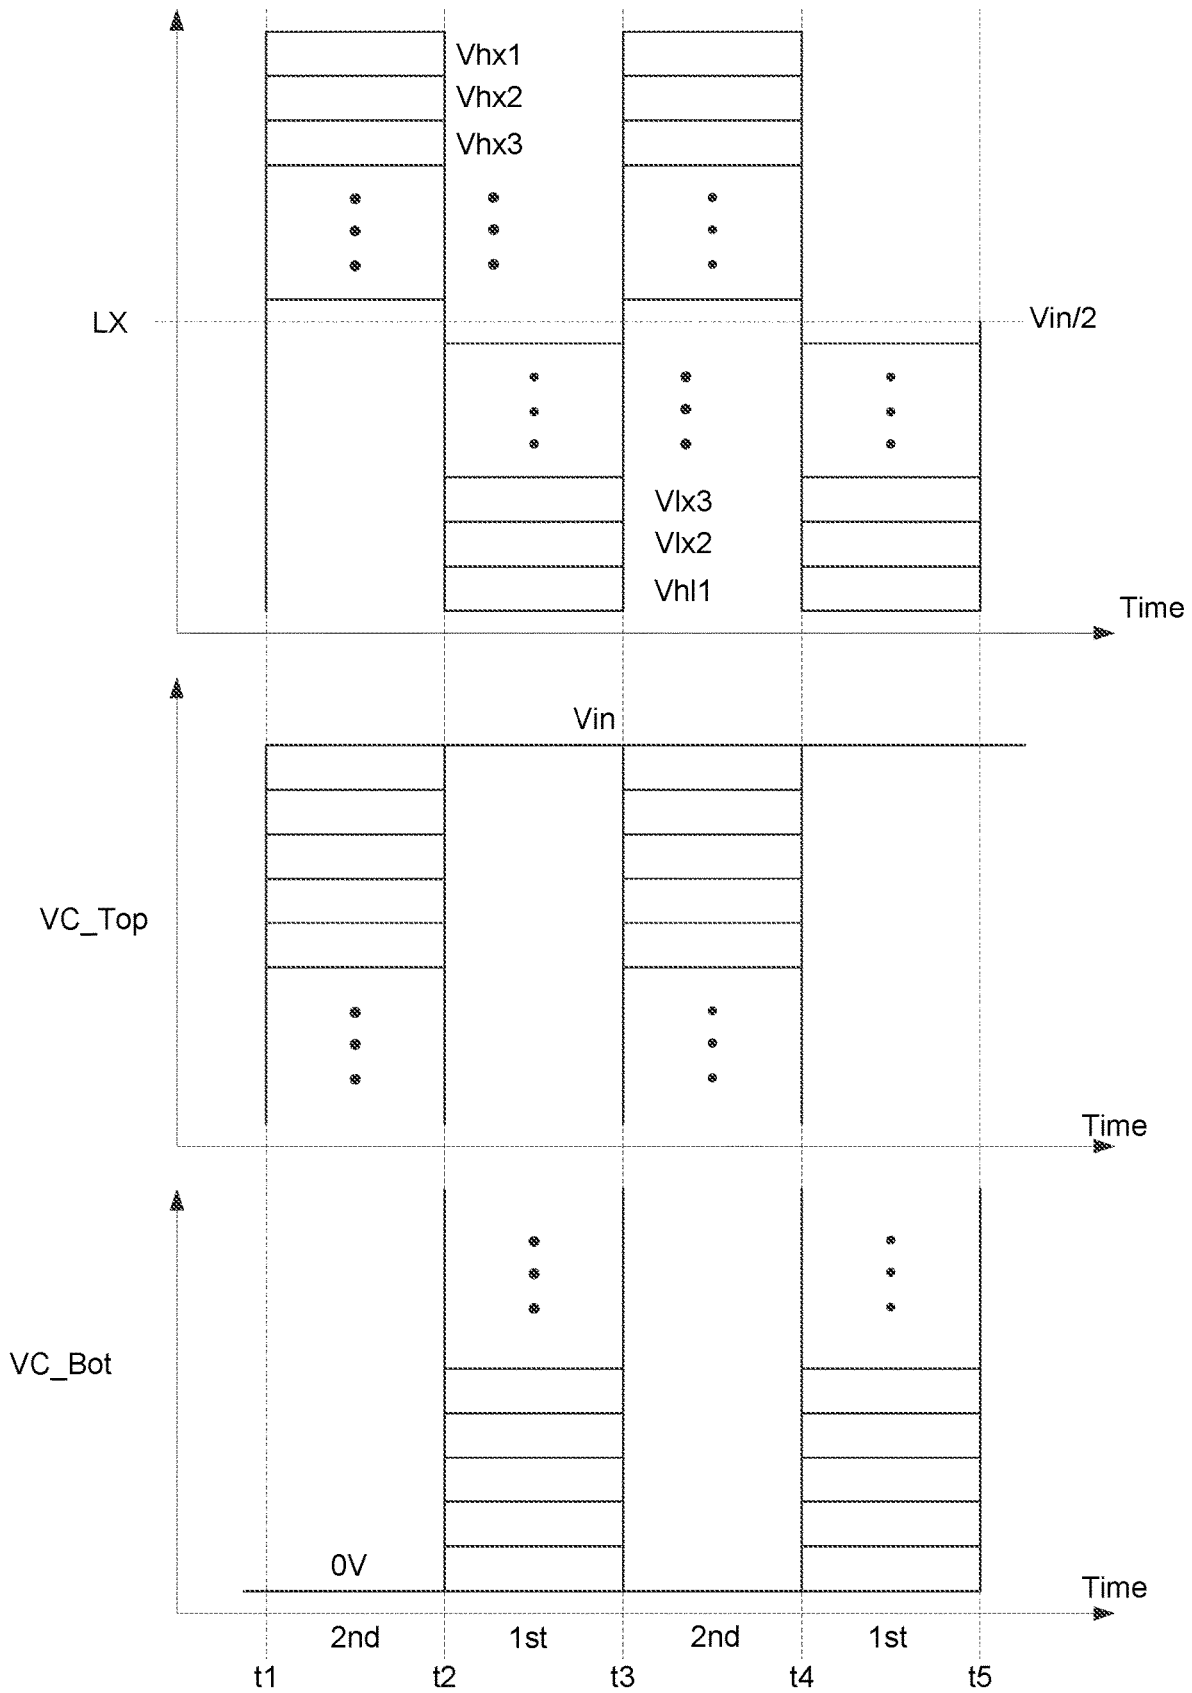 Vhx1
Vhx2
Vhx3
LX
Vin/2
Vlx3
Vlx2
Vhl1
Time
Vin
VC_Top
Time
VC_Bot
0V
Time
2nd 1st 2nd 1st
t1 t2 t3 t4 t5